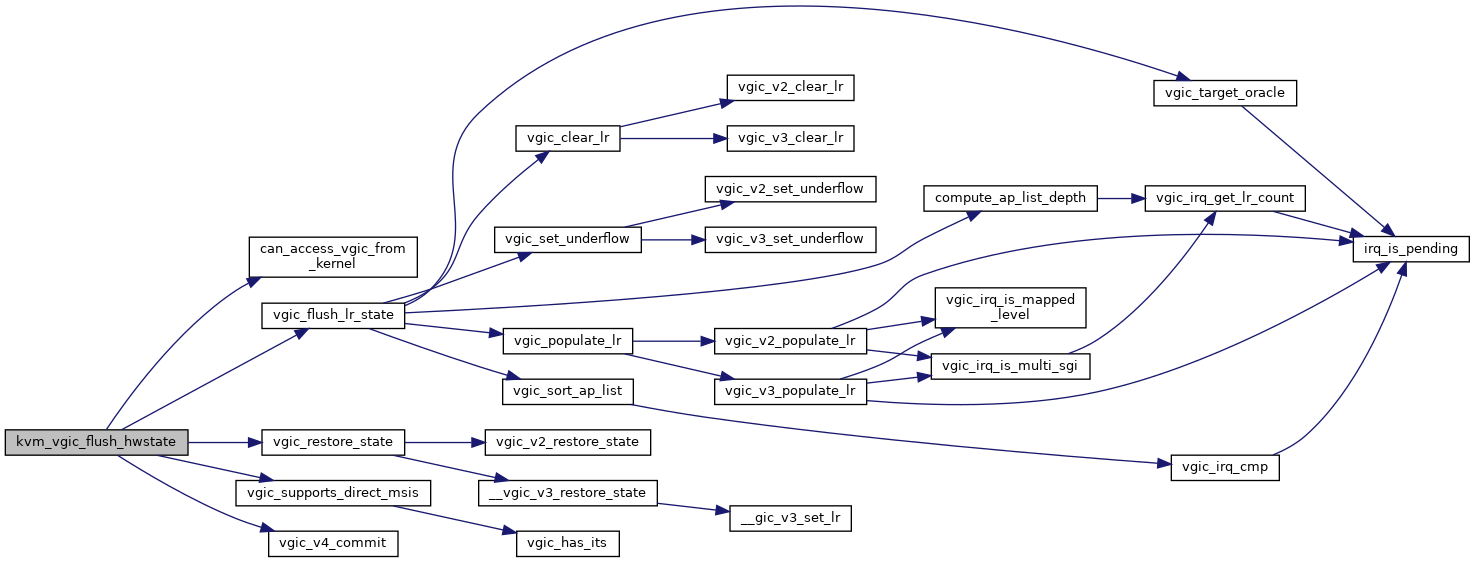 kvm_vgic_flush_hwstate
can_access_vgic_from
_kernel
vgic_flush_lr_state
vgic_restore_state
vgic_supports_direct_msis
vgic_v4_commit
vgic_clear_lr
vgic_set_underflow
vgic_populate_lr
vgic_sort_ap_list
vgic_v2_restore_state
__vgic_v3_restore_state
vgic_has_its
vgic_v2_clear_lr
vgic_v3_clear_lr
vgic_v2_set_underflow
vgic_v3_set_underflow
vgic_v2_populate_lr
vgic_v3_populate_lr
__gic_v3_set_lr
compute_ap_list_depth
vgic_irq_is_mapped
_level
vgic_irq_is_multi_sgi
vgic_target_oracle
vgic_irq_get_lr_count
vgic_irq_cmp
irq_is_pending